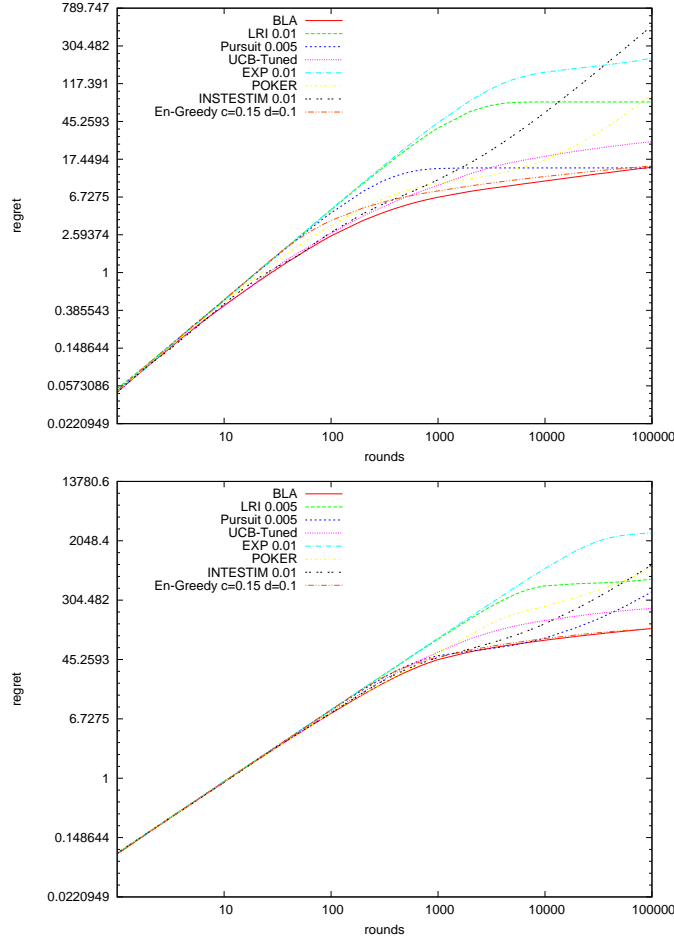 789.747
304.482
117.391
45.2593
17.4494
6.7275
2.59374
1
0.385543
0.148644
0.0573086
0.0220949
regret
BLA
LRI 0.01
Pursuit 0.005
UCB-Tuned
EXP 0.01
POKER
INSTESTIM 0.01
En-Greedy c=0.15 d=0.1
10 100 1000 10000 100000
rounds
13780.6
2048.4
304.482
45.2593
6.7275
1
0.148644
0.0220949
regret
BLA
LRI 0.005
Pursuit 0.005
UCB-Tuned
EXP 0.01
POKER
INTESTIM 0.01
En-Greedy c=0.15 d=0.1
10 100 1000 10000 100000
rounds